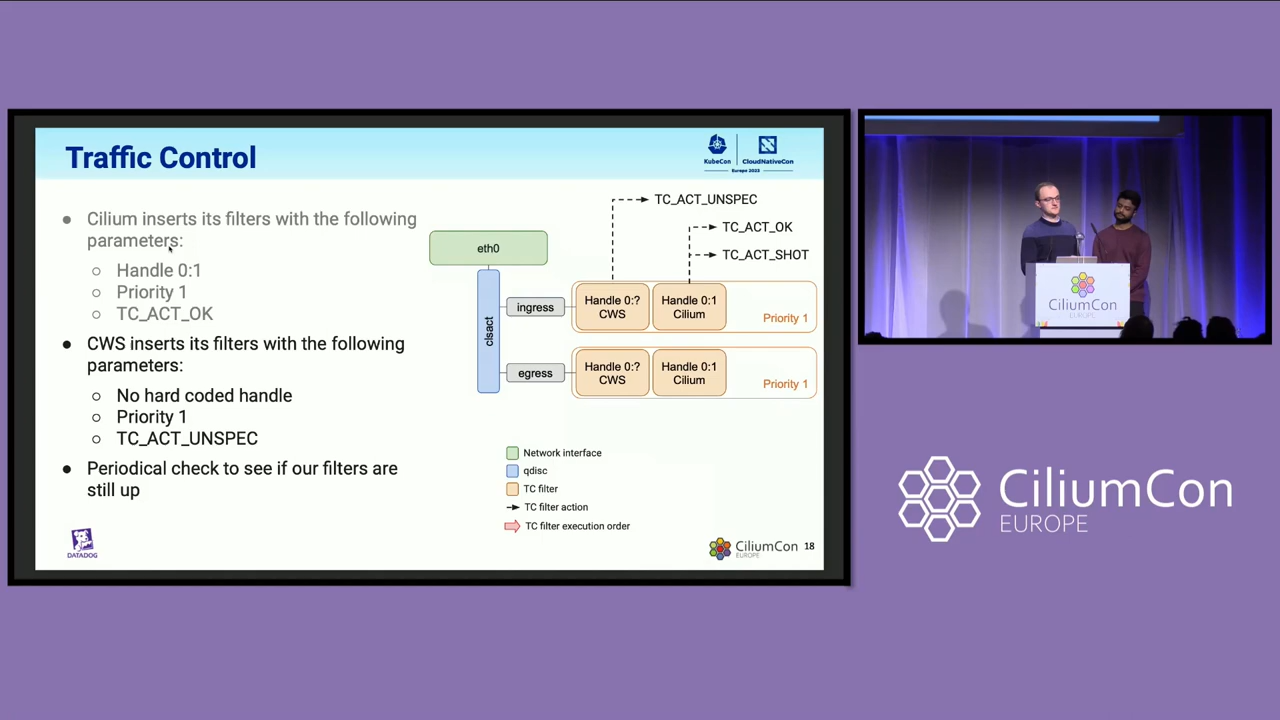 Traffic Control
KubeCon
CloudNativeCon
Europe 2023
Cilium inserts its filters with the following
parameters:
Handle 0:1
Priority 1
TC_ACT_OK
CWS inserts its filters with the following
parameters:
No hard coded handle
Priority 1
TC_ACT_UNSPEC
Periodical check to see if our filters are
still up
TC_ACT_UNSPEC
TC_ACT_OK
TC_ACT_SHOT
eth0
clsact
ingress
Handle 0:?
CWS
Handle 0:1
Cilium
Priority 1
egress
Handle 0:?
CWS
Handle 0:1
Cilium
Priority 1
Network interface
qdisc
TC filter
TC filter action
TC filter execution order
DATADOG
CiliumCon
EUROPE
18
CiliumCon
EUROPE
CiliumCon
EUROPE